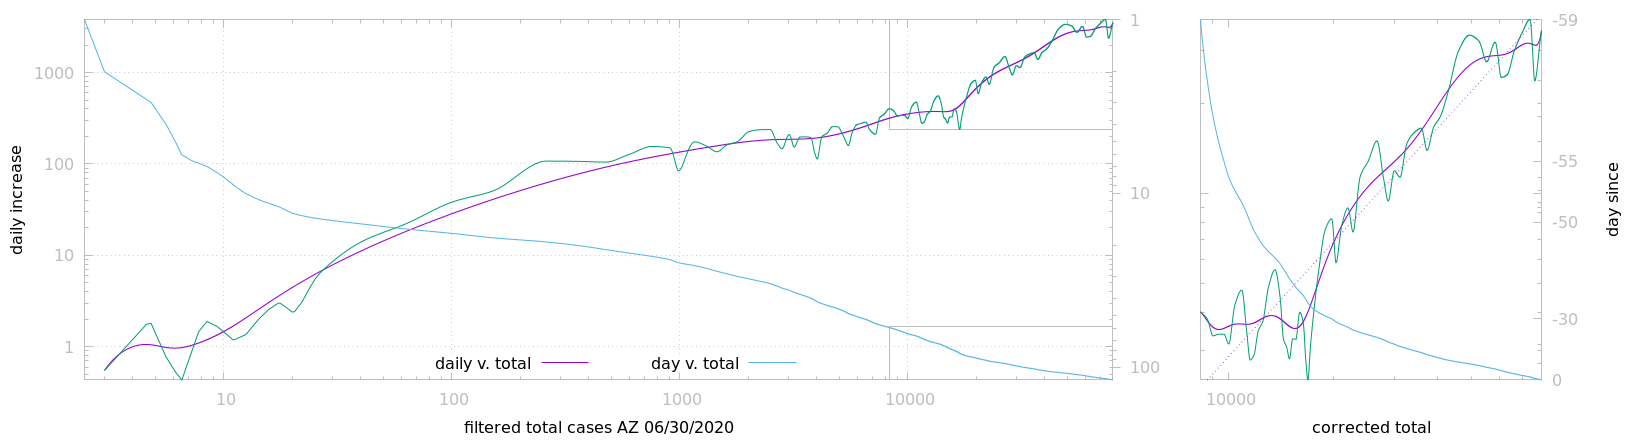 1000
100
10
1
daily increase
10
100
1000
10000
1
10
100
daily v. total
day v. total
filtered total cases AZ 06/30/2020
10000
-59
-55
-50
-30
0
day since
corrected total